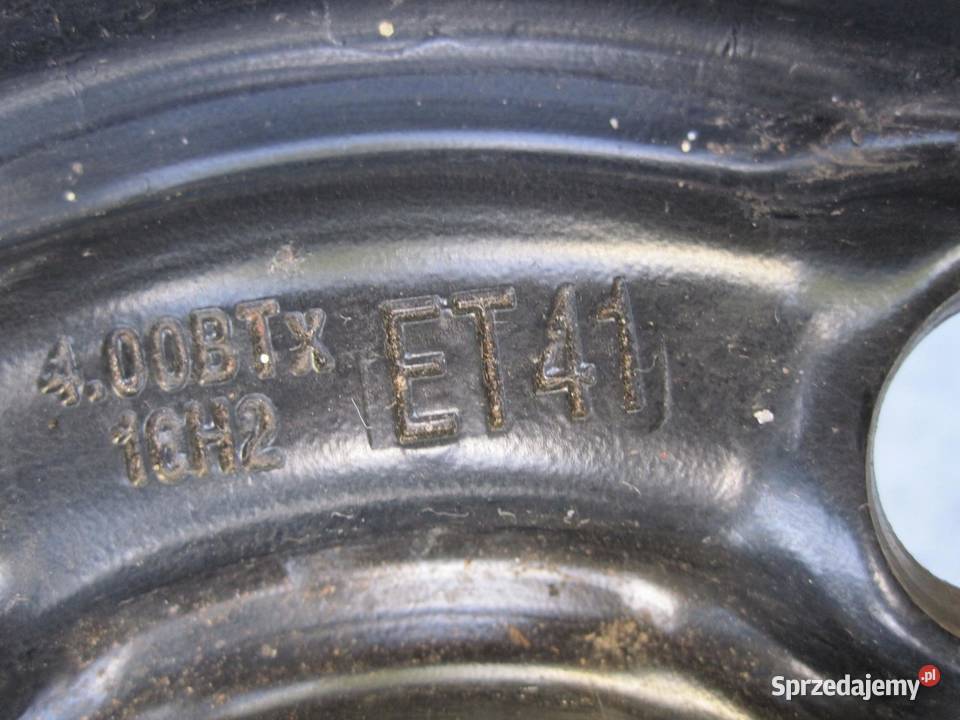 4.00BTx ET41
16H2
Sprzedajemy.pl